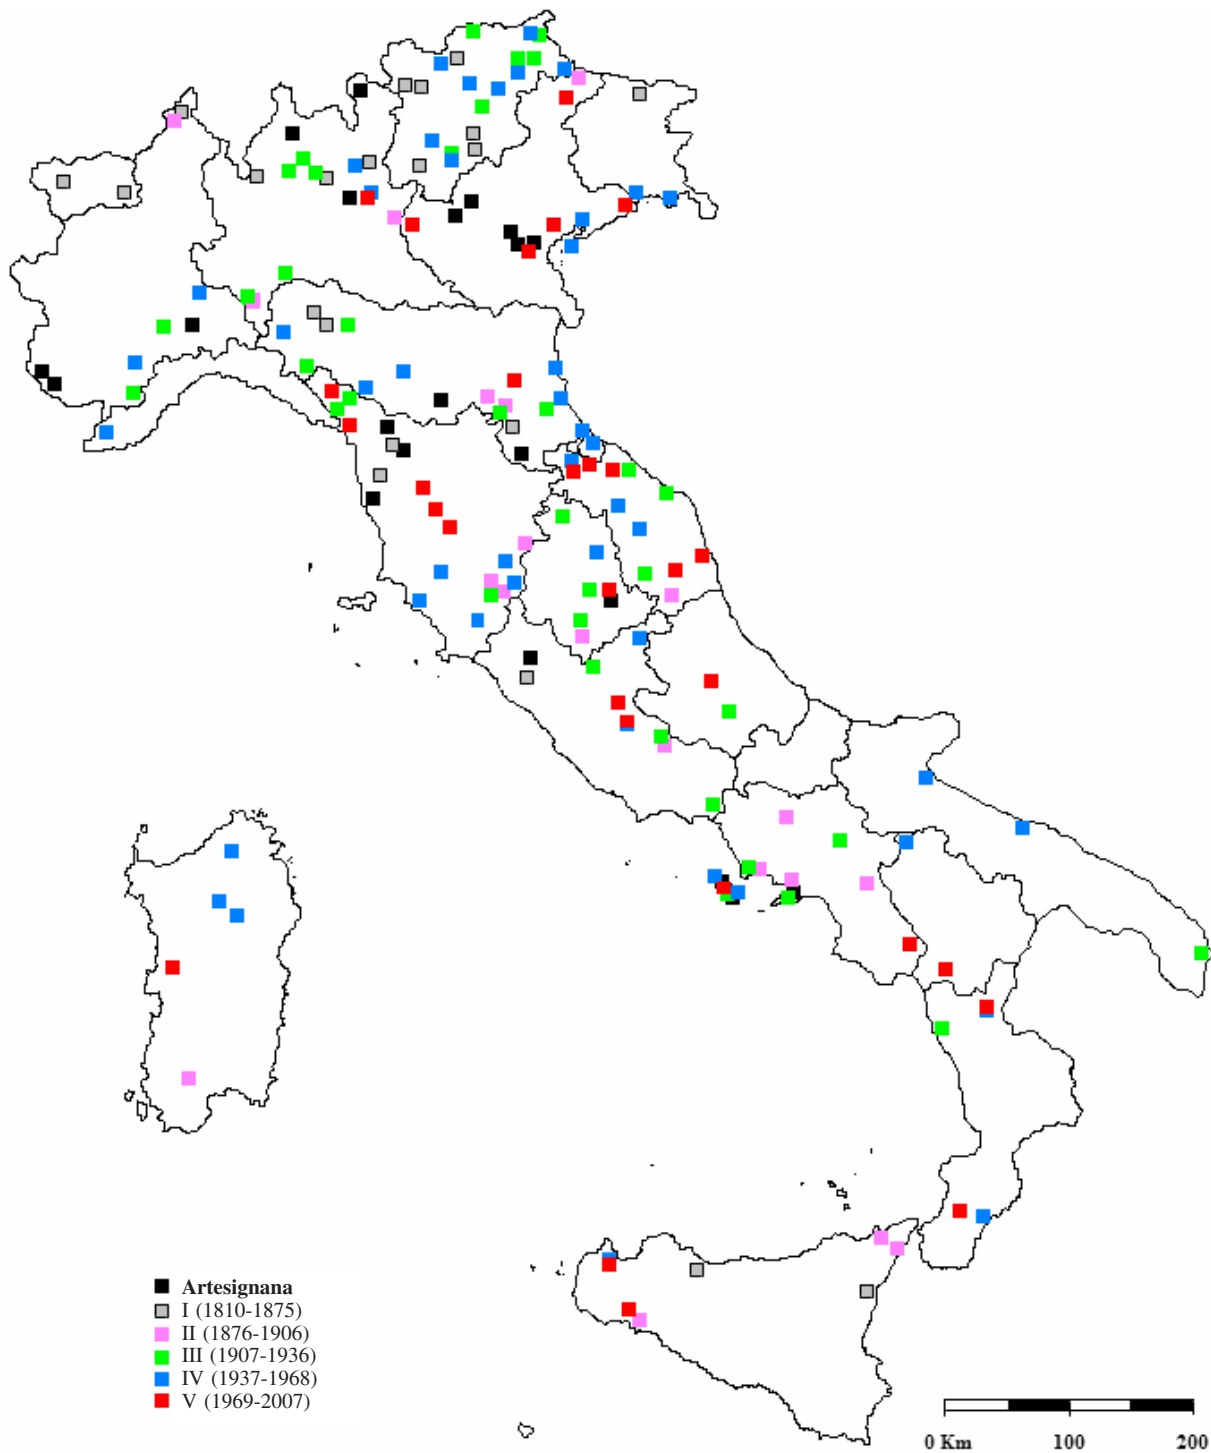 Artesignana
I (1810-1875)
II (1876-1906)
III (1907-1936)
IV (1937-1968)
V (1969-2007)
0 Km 100 200